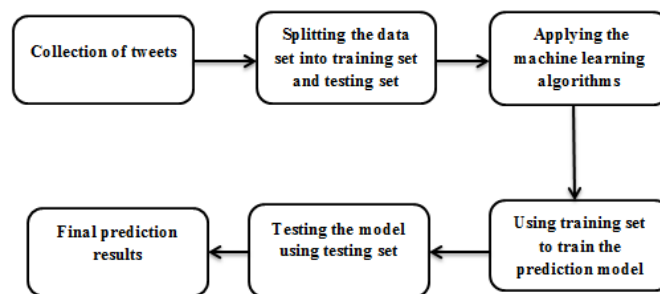 Collection of tweets
Splitting the data
set into training set
and testing set
Applying the
machine learning
algorithms
Using training set
to train the
prediction model
Testing the model
using testing set
Final prediction
results